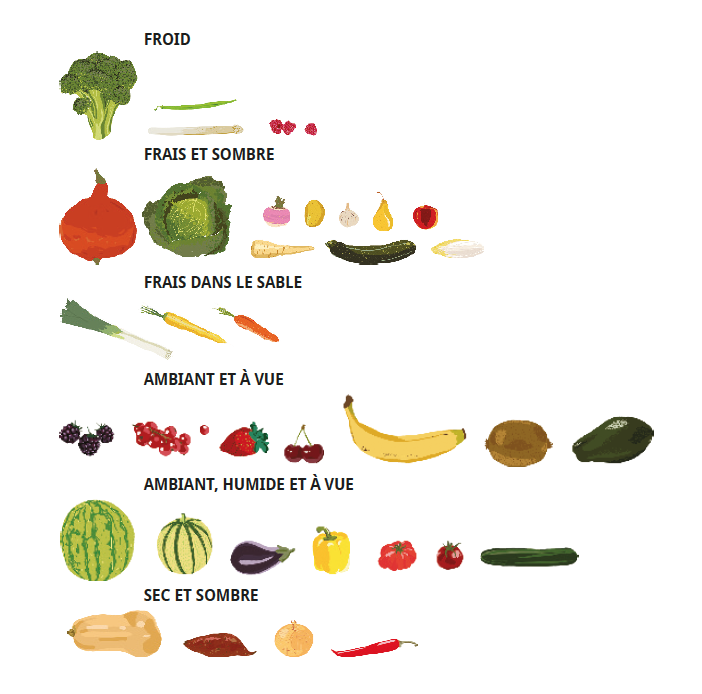 FROID
FRAIS ET SOMBRE
FRAIS DANS LE SABLE
AMBIANT ET À VUE
AMBIANT, HUMIDE ET À VUE
SEC ET SOMBRE